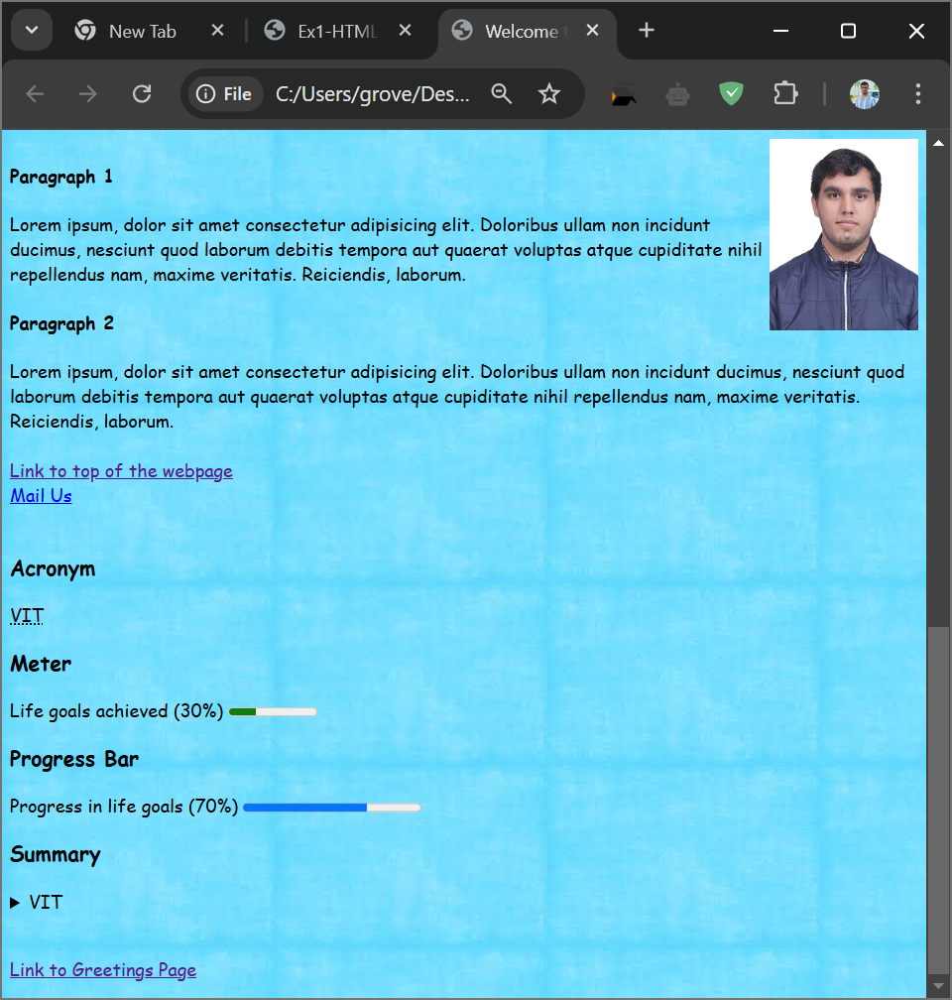 New Tab
Ex1-HTML
Welcome
File
C:/Users/grove/Des...
Paragraph 1
Lorem ipsum, dolor sit amet consectetur adipisicing elit. Doloribus ullam non incidunt
ducimus, nesciunt quod laborum debitis tempora aut quaerat voluptas atque cupiditate nihil
repellendus nam, maxime veritatis. Reiciendis, laborum.
Paragraph 2
Lorem ipsum, dolor sit amet consectetur adipisicing elit. Doloribus ullam non incidunt ducimus, nesciunt quod
laborum debitis tempora aut quaerat voluptas atque cupiditate nihil repellendus nam, maxime veritatis.
Reiciendis, laborum.
Link to top of the webpage
Mail Us
Acronym
VIT
Meter
Life goals achieved (30%)
Progress Bar
Progress in life goals (70%)
Summary
VIT
Link to Greetings Page